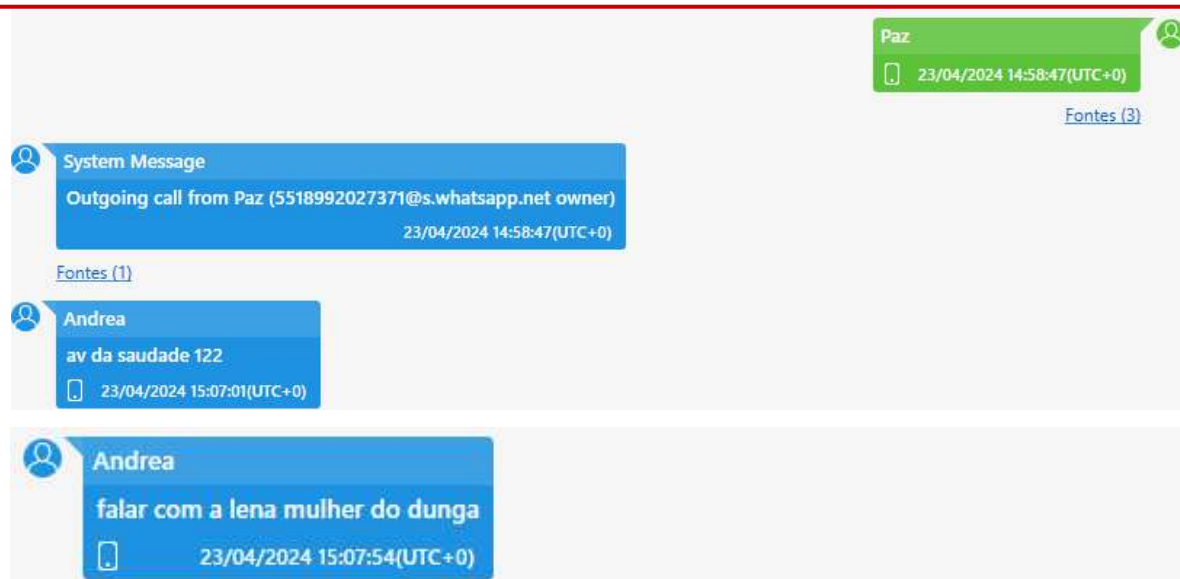 Paz
23/04/2024 14:58:47(UTC+0)
Fontes (3)
System Message
Outgoing call from Paz (5518992027371@s.whatsapp.net owner)
23/04/2024 14:58:47(UTC+0)
Fontes (1)
Andrea
av da saudade 122
23/04/2024 15:07:01(UTC+0)
Andrea
falar com a lena mulher do dunga
23/04/2024 15:07:54(UTC+0)